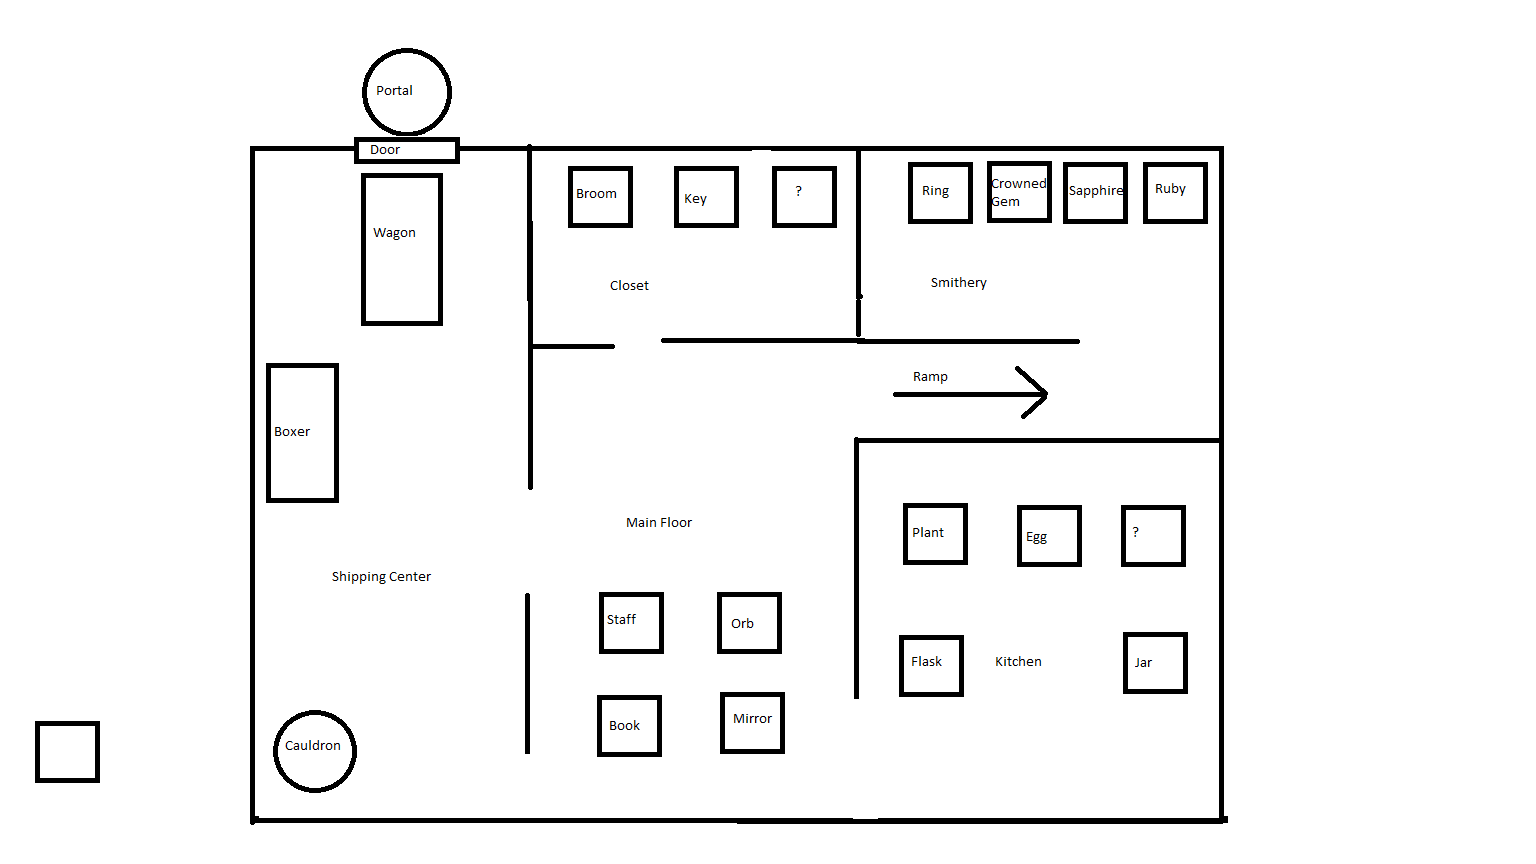 Portal
Door
Wagon
Broom
Key
?
Ring
Crowned
Gem
Sapphire
Ruby
Closet
Smithery
Ramp
Boxer
Main Floor
Shipping Center
Plant
Egg
?
Staff
Orb
Flask
Kitchen
Jar
Book
Mirror
Cauldron